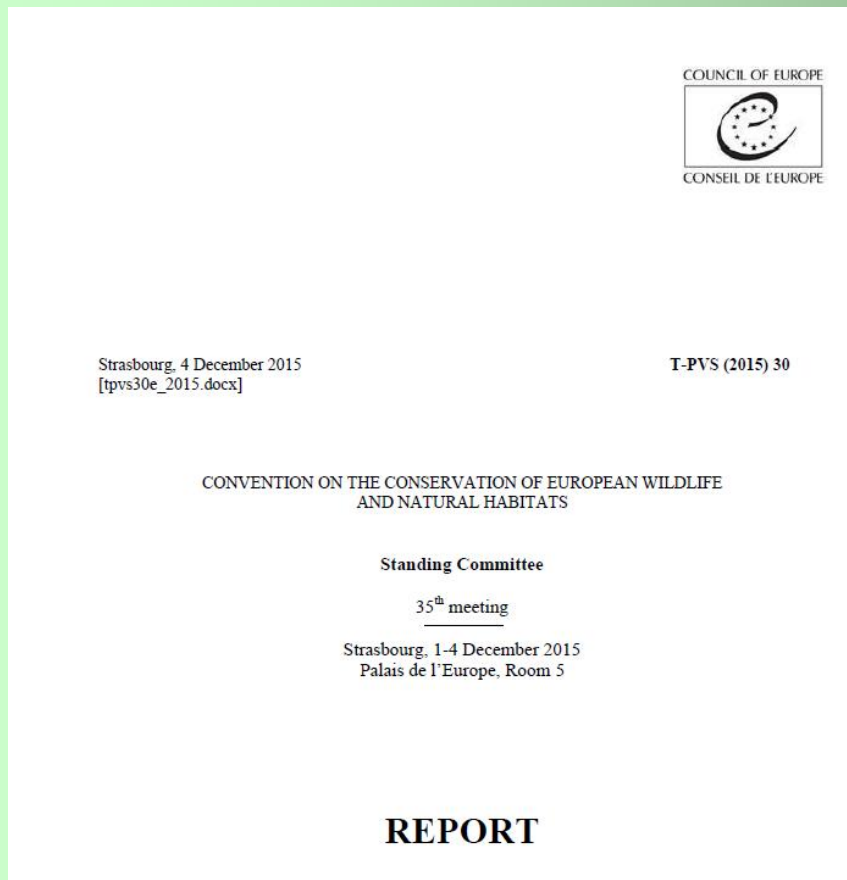 COUNCIL OF EUROPE
CONSEIL DE L'EUROPE
Strasbourg, 4 December 2015
T-PVS (2015) 30
[tpvs30e_2015.docx]
CONVENTION ON THE CONSERVATION OF EUROPEAN WILDLIFE
AND NATURAL HABITATS
Standing Committee
35th meeting
Strasbourg, 1-4 December 2015
Palais de l'Europe, Room 5
REPORT